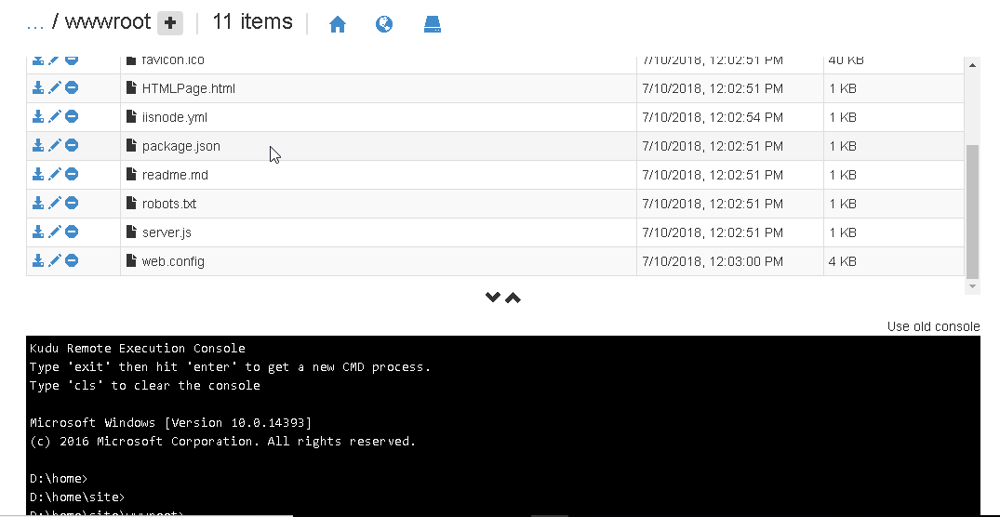 ... / wwwroot + 11 items
favicon.ico 7/10/2018, 12:02:51 PM 40 KB
HTMLPage.html 7/10/2018, 12:02:51 PM 1 KB
iisnode.yml 7/10/2018, 12:02:54 PM 1 KB
package.json 7/10/2018, 12:02:51 PM 1 KB
readme.md 7/10/2018, 12:02:51 PM 1 KB
robots.txt 7/10/2018, 12:02:51 PM 1 KB
server.js 7/10/2018, 12:02:51 PM 1 KB
web.config 7/10/2018, 12:03:00 PM 4 KB
Use old console
Kudu Remote Execution Console
Type 'exit' then hit 'enter' to get a new CMD process.
Type 'cls' to clear the console
Microsoft Windows [Version 10.0.14393]
(c) 2016 Microsoft Corporation. All rights reserved.
D:\home>
D:\home\site>
D:\home\site\wwwroot>